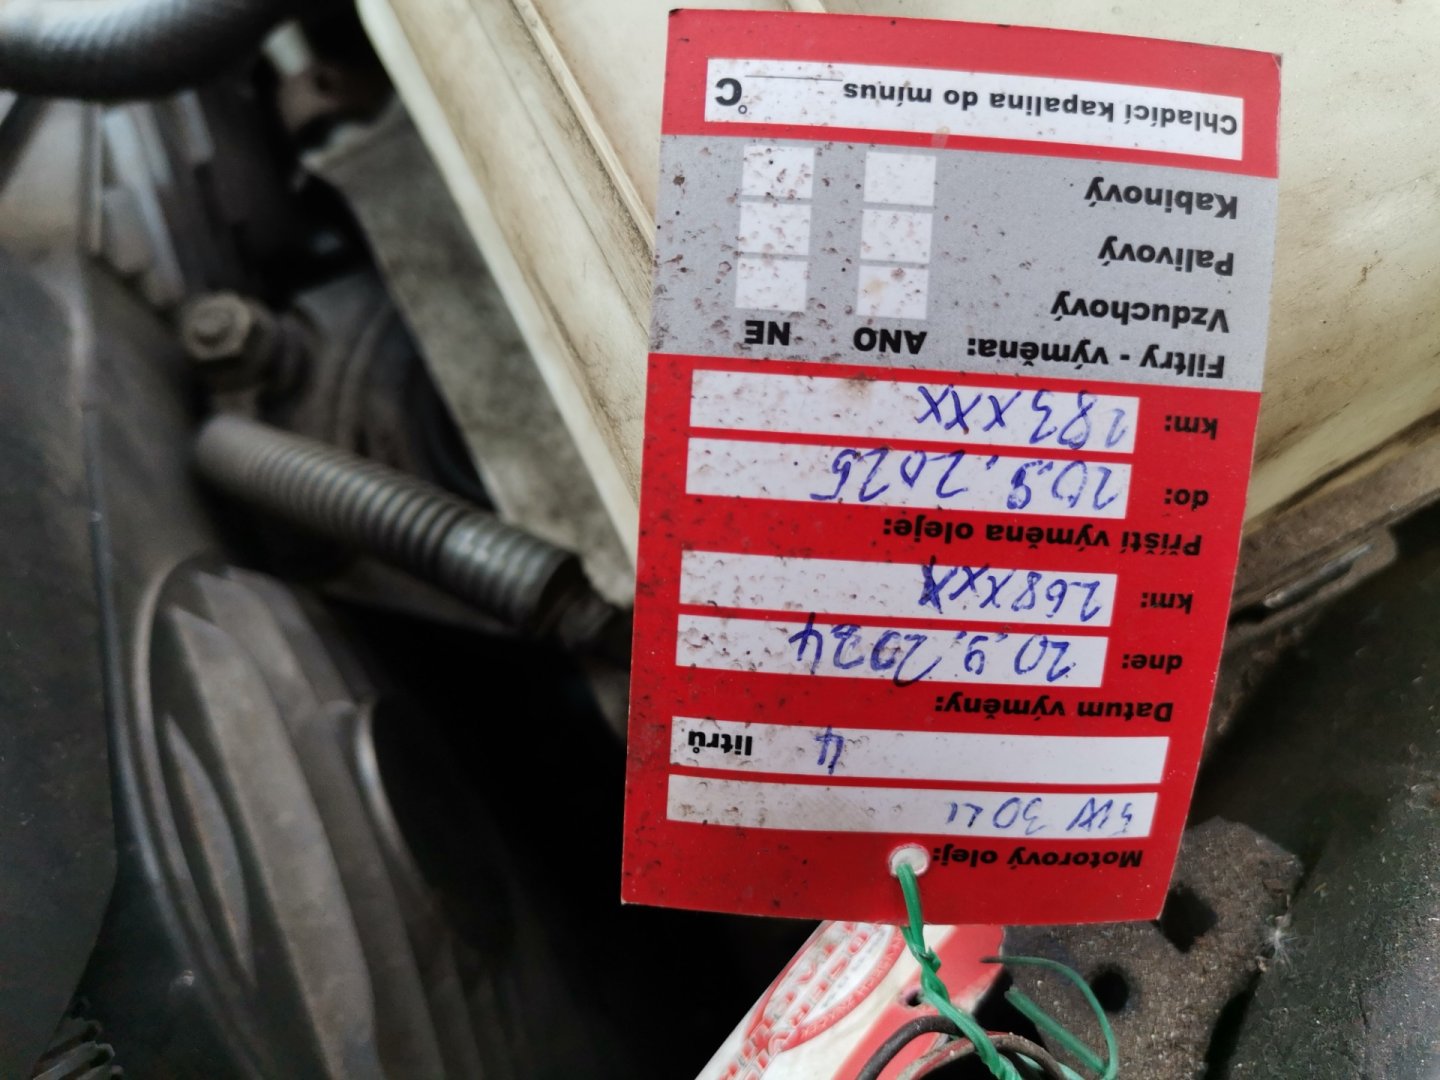 Motorový olej:
5W 30 LL
4 litrů
Datum výměny:
dne: 20.9.2024
km: 268XXX
Příští výměna oleje:
do: 20.9.2025
km: 283XXX
Filtry - výměna: ANO NE
Vzduchový
Palivový
Kabinový
Chladící kapalina do mínus °C